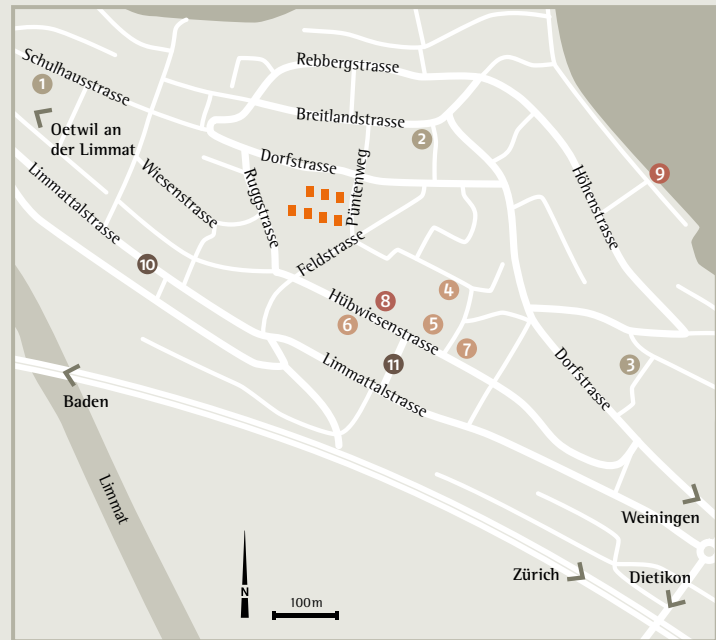 Rebbergstrasse
Schulhausstrasse
1
Breitlandstrasse
2
Oetwil an
der Limmat
Dorfstrasse
Püntenweg
Wiesenstrasse
Ruggstrasse
Höhenstrasse
9
Limmattalstrasse
Feldstrasse
10
4
8
Hübwiesenstrasse
6
5
7
11
3
Limmattalstrasse
Dorfstrasse
Baden
Limmat
Weiningen
Zürich
Dietikon
N
100m